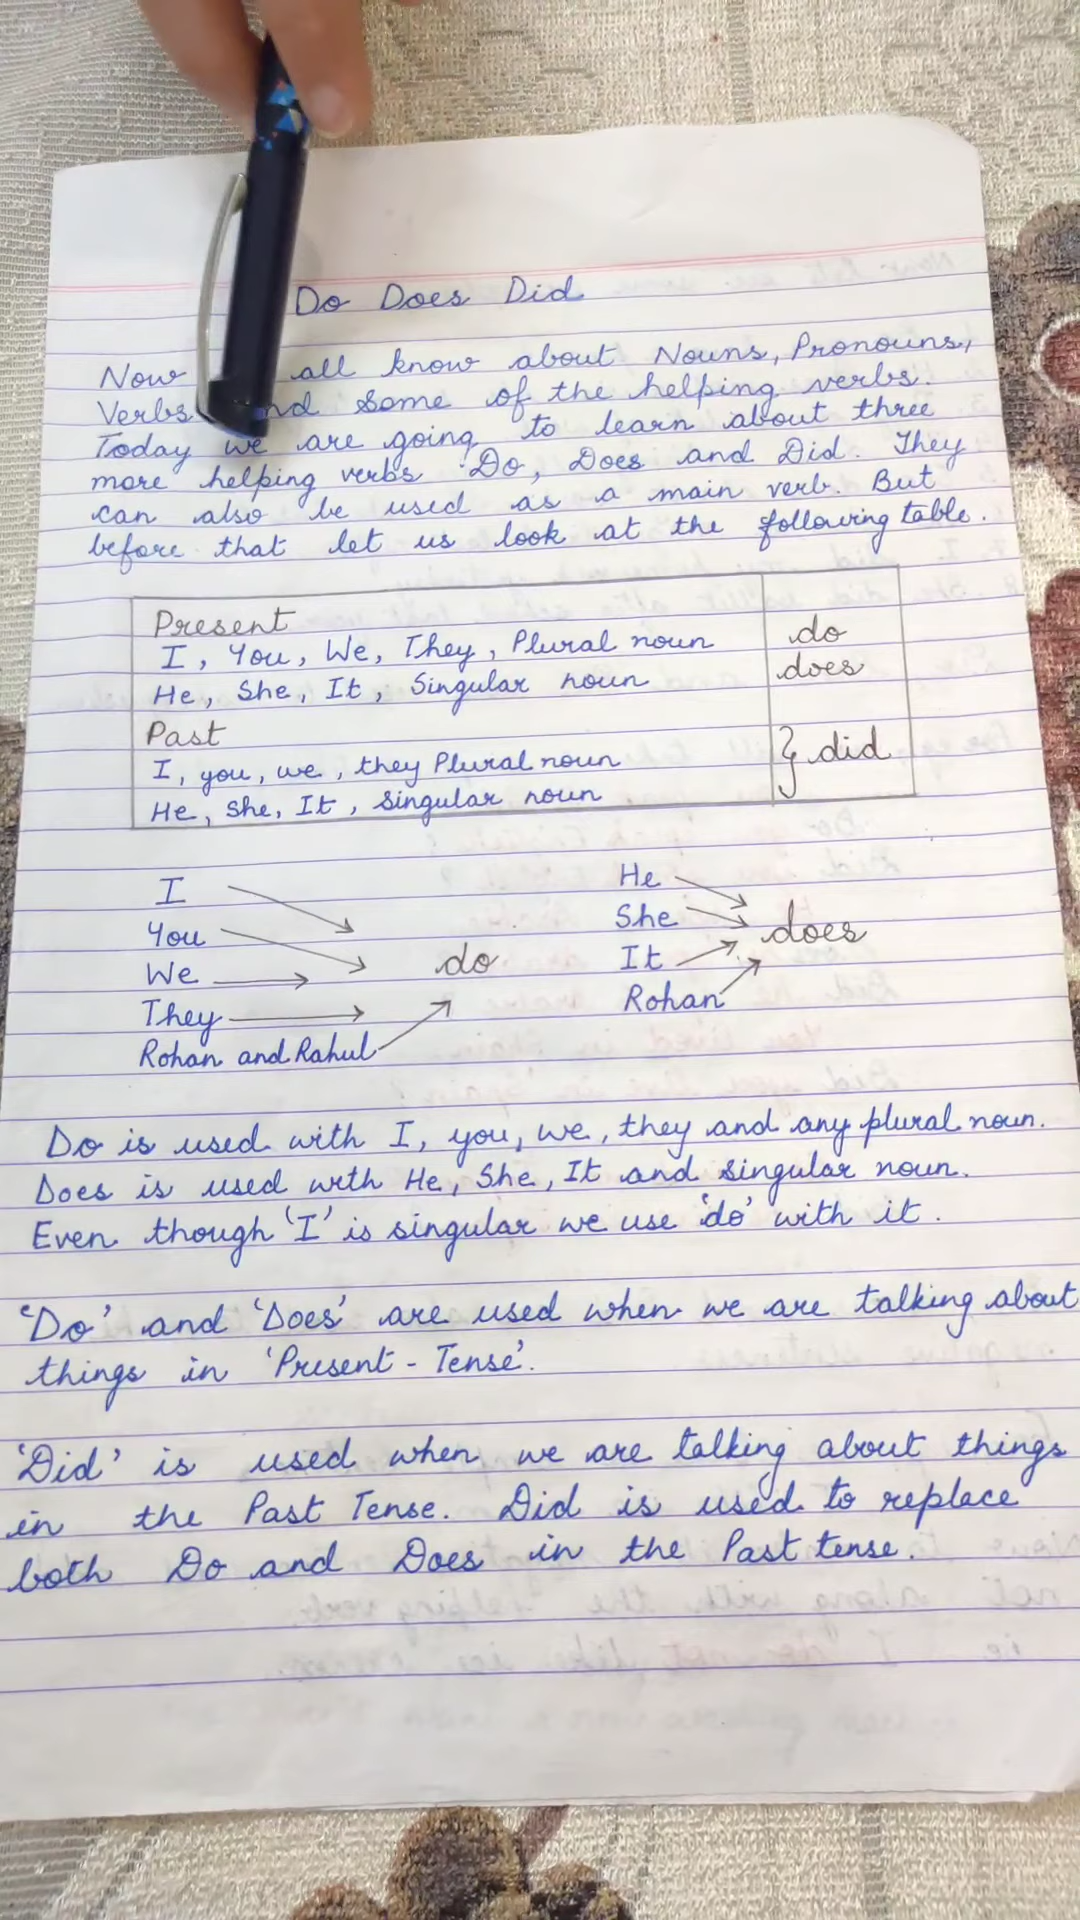 Do Does Did
Now all know about Nouns, Pronouns,
Verbs and some of the helping verbs.
Today we are going to learn about three
more helping verbs Do, Does and Did. They
can also be used as a main verb. But
before that let us look at the following table.
Present
I, You, We, They, Plural noun do
He, She, It, Singular noun does
Past
I, you, we, they Plural noun } did
He, She, It, Singular noun
I
You
We
They
Rohan and Rahul
do
He
She
It
Rohan
does
Do is used with I, you, we, they and any plural noun.
Does is used with He, She, It and singular noun.
Even though 'I' is singular we use 'do' with it.
'Do' and 'Does' are used when we are talking about
things in 'Present - Tense'.
'Did' is used when we are talking about things
in the Past Tense. Did is used to replace
both Do and Does in the Past tense.